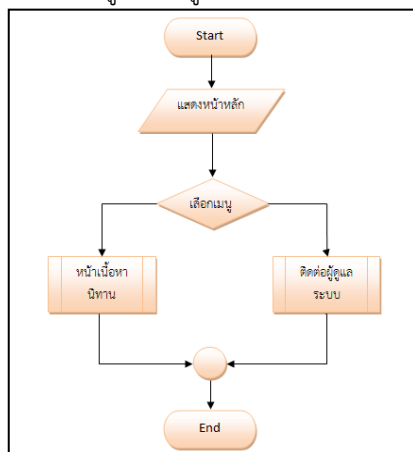 Start
แสดงหน้าหลัก
เลือกเมนู
หน้าเนื้อหา
นิทาน
ติดต่อผู้ดูแล
ระบบ
End